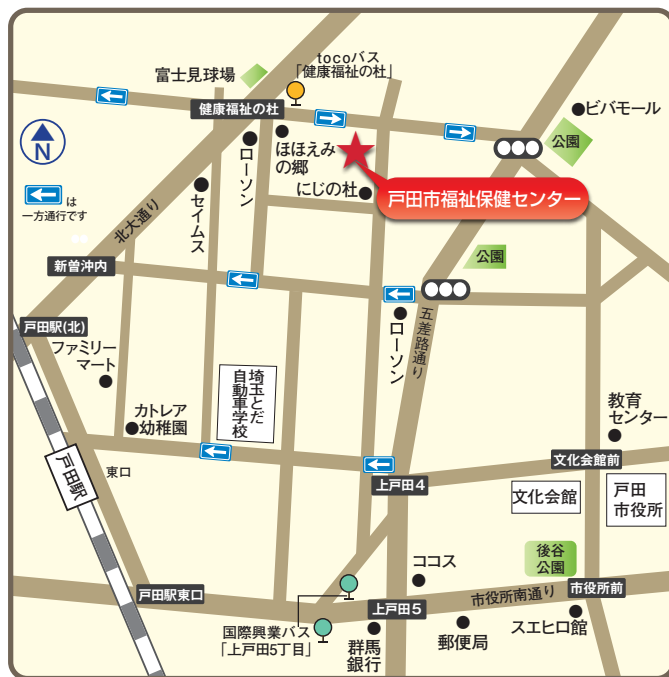 tocoバス
「健康福祉の杜」
富士見球場
ビバモール
健康福祉の杜
公園
ほほえみ
の郷
ローソン
N
にじの杜
戸田市福祉保健センター
セイムス
は
一方通行です
北大通り
公園
新曽沖内
戸田駅(北)
五差路通り
ローソン
ファミリー
マート
埼玉とだ
自動車学校
カトレア
幼稚園
教育
センター
東口
戸田駅
文化会館前
上戸田4
文化会館
戸田
市役所
後谷
公園
ココス
戸田駅東口
市役所前
市役所南通り
上戸田5
国際興業バス
「上戸田5丁目」
群馬
銀行
郵便局
スエヒロ館